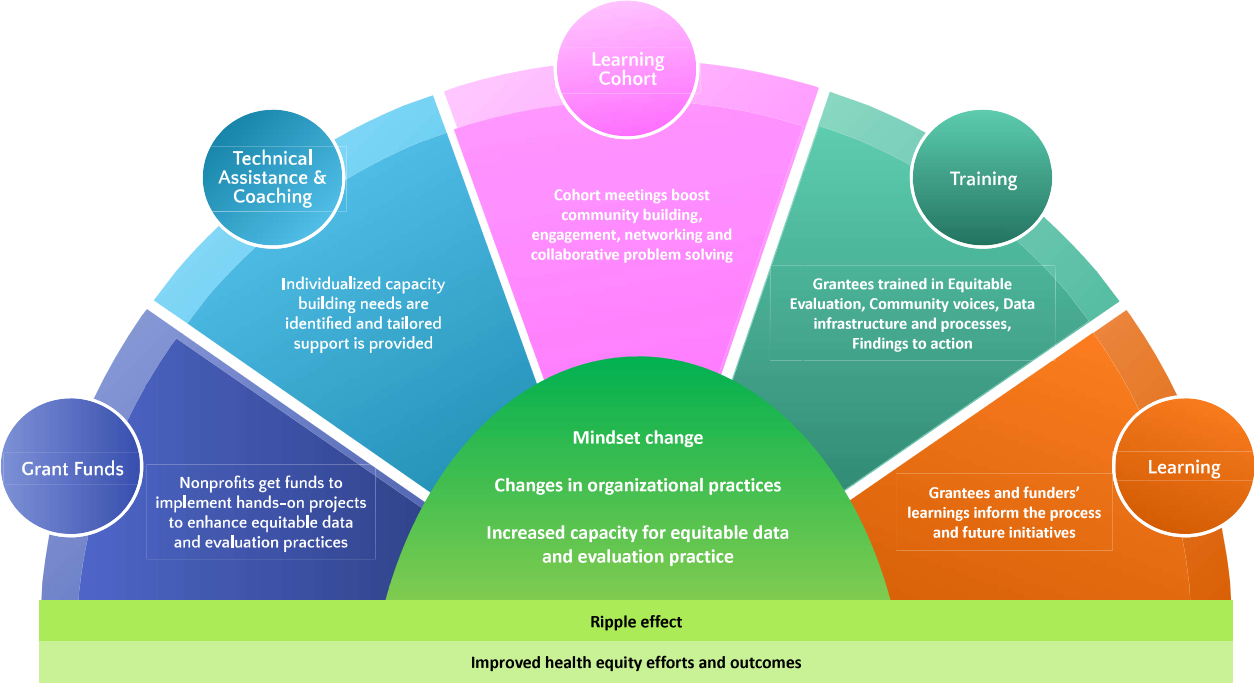 Learning
Cohort
Technical
Assistance &
Coaching
Training
Cohort meetings boost
community building,
engagement, networking and
collaborative problem solving
Individualized capacity
building needs are
identified and tailored
support is provided
Grantees trained in Equitable
Evaluation, Community voices, Data
infrastructure and processes,
Findings to action
Grant Funds
Nonprofits get funds to
implement hands-on projects
to enhance equitable data
and evaluation practices
Mindset change
Changes in organizational practices
Increased capacity for equitable data
and evaluation practice
Learning
Grantees and funders’
learnings inform the process
and future initiatives
Ripple effect
Improved health equity efforts and outcomes